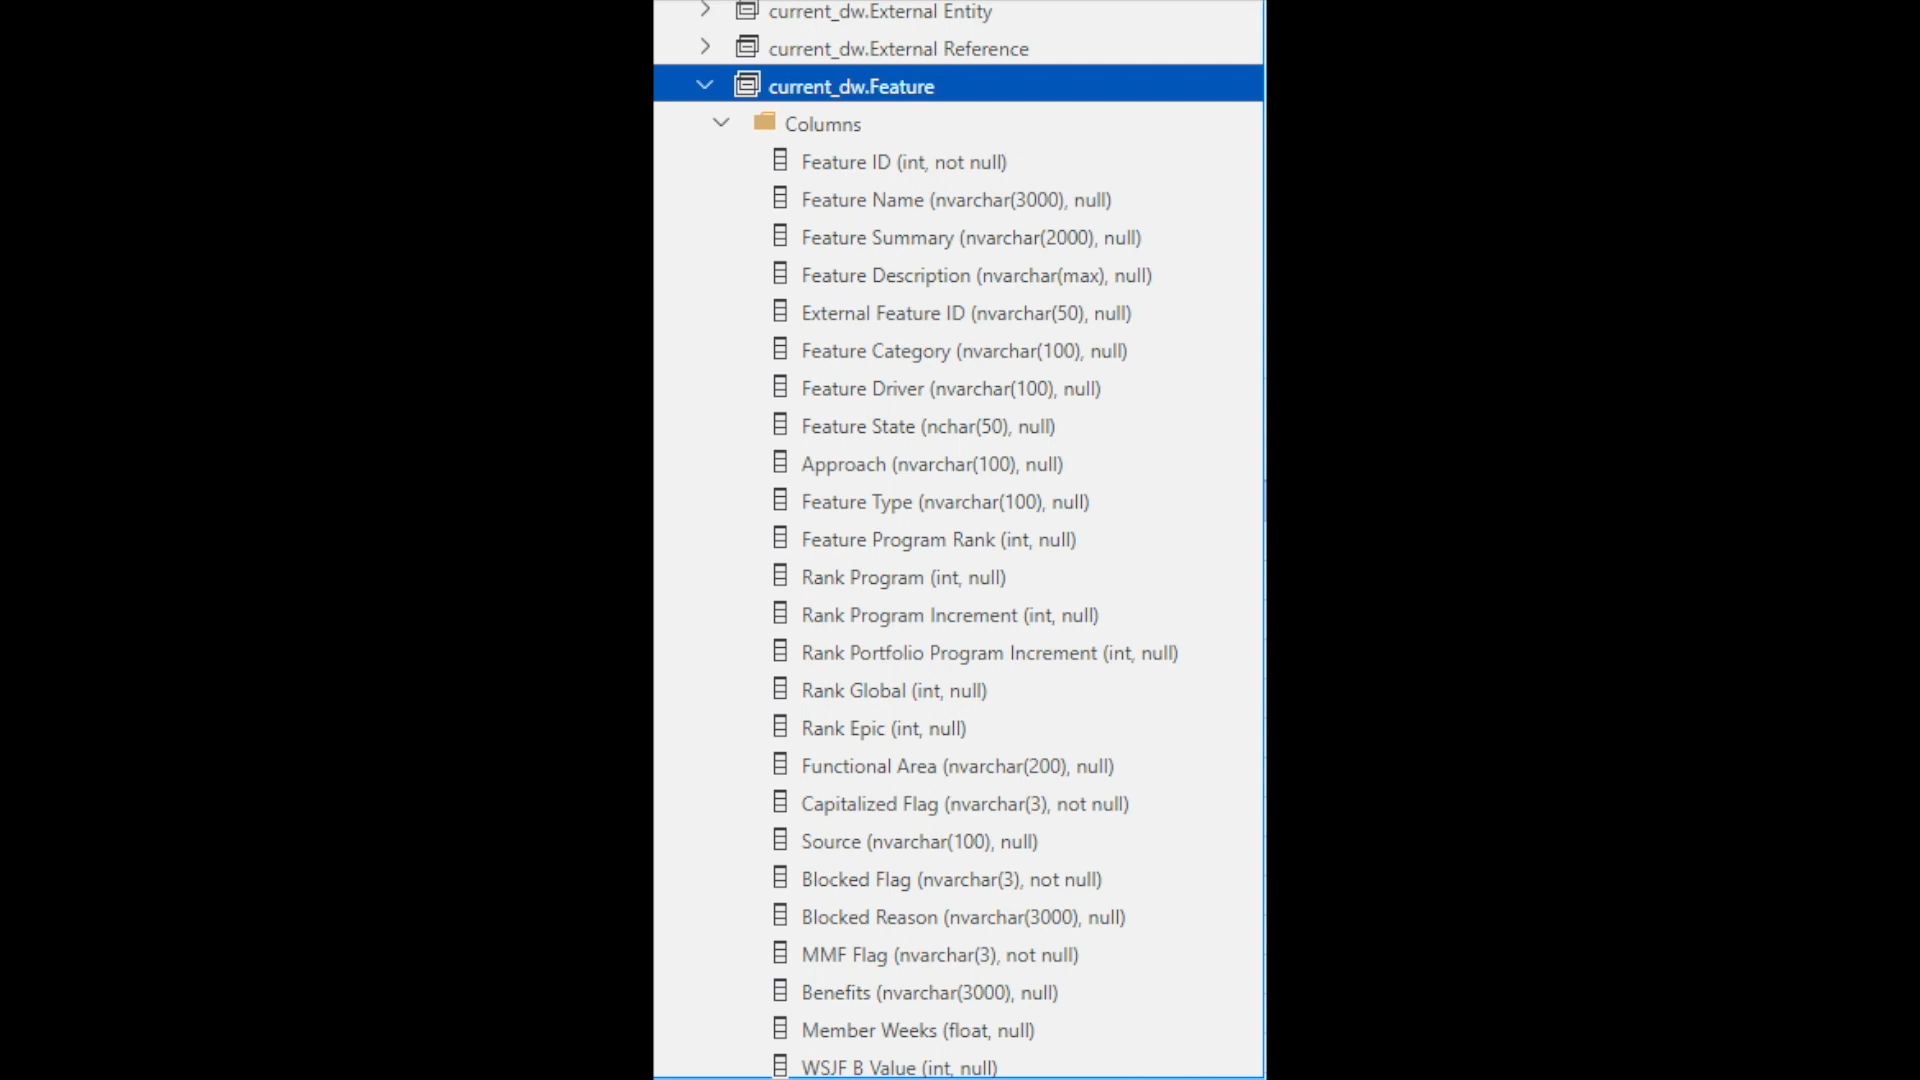 current_dw.External Entity
current_dw.External Reference
current_dw.Feature
Columns
Feature ID (int, not null)
Feature Name (nvarchar(3000), null)
Feature Summary (nvarchar(2000), null)
Feature Description (nvarchar(max), null)
External Feature ID (nvarchar(50), null)
Feature Category (nvarchar(100), null)
Feature Driver (nvarchar(100), null)
Feature State (nchar(50), null)
Approach (nvarchar(100), null)
Feature Type (nvarchar(100), null)
Feature Program Rank (int, null)
Rank Program (int, null)
Rank Program Increment (int, null)
Rank Portfolio Program Increment (int, null)
Rank Global (int, null)
Rank Epic (int, null)
Functional Area (nvarchar(200), null)
Capitalized Flag (nvarchar(3), not null)
Source (nvarchar(100), null)
Blocked Flag (nvarchar(3), not null)
Blocked Reason (nvarchar(3000), null)
MMF Flag (nvarchar(3), not null)
Benefits (nvarchar(3000), null)
Member Weeks (float, null)
WSJF B Value (int, null)